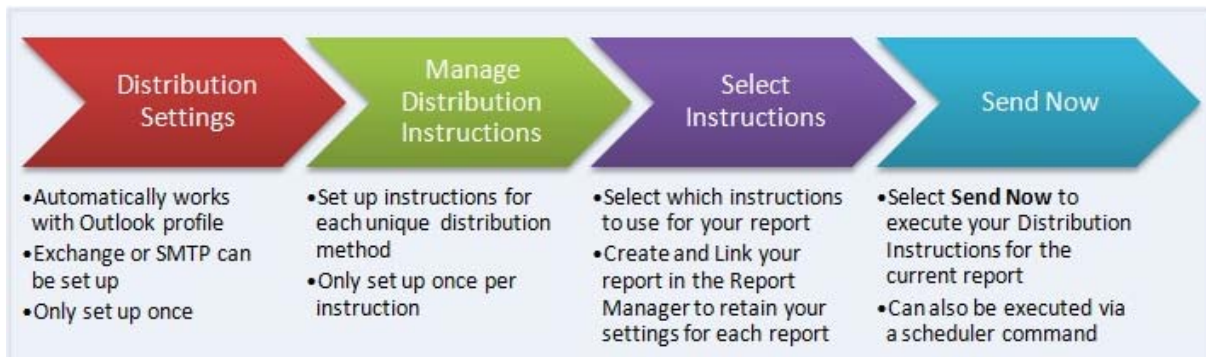 Distribution
Settings
Manage
Distribution
Instructions
Select
Instructions
Send Now
•Automatically works
with Outlook profile
•Exchange or SMTP can
be set up
•Only set up once
•Set up instructions for
each unique distribution
method
•Only set up once per
instruction
•Select which instructions
to use for your report
•Create and Link your
report in the Report
Manager to retain your
settings for each report
•Select Send Now to
execute your Distribution
Instructions for the
current report
•Can also be executed via
a scheduler command